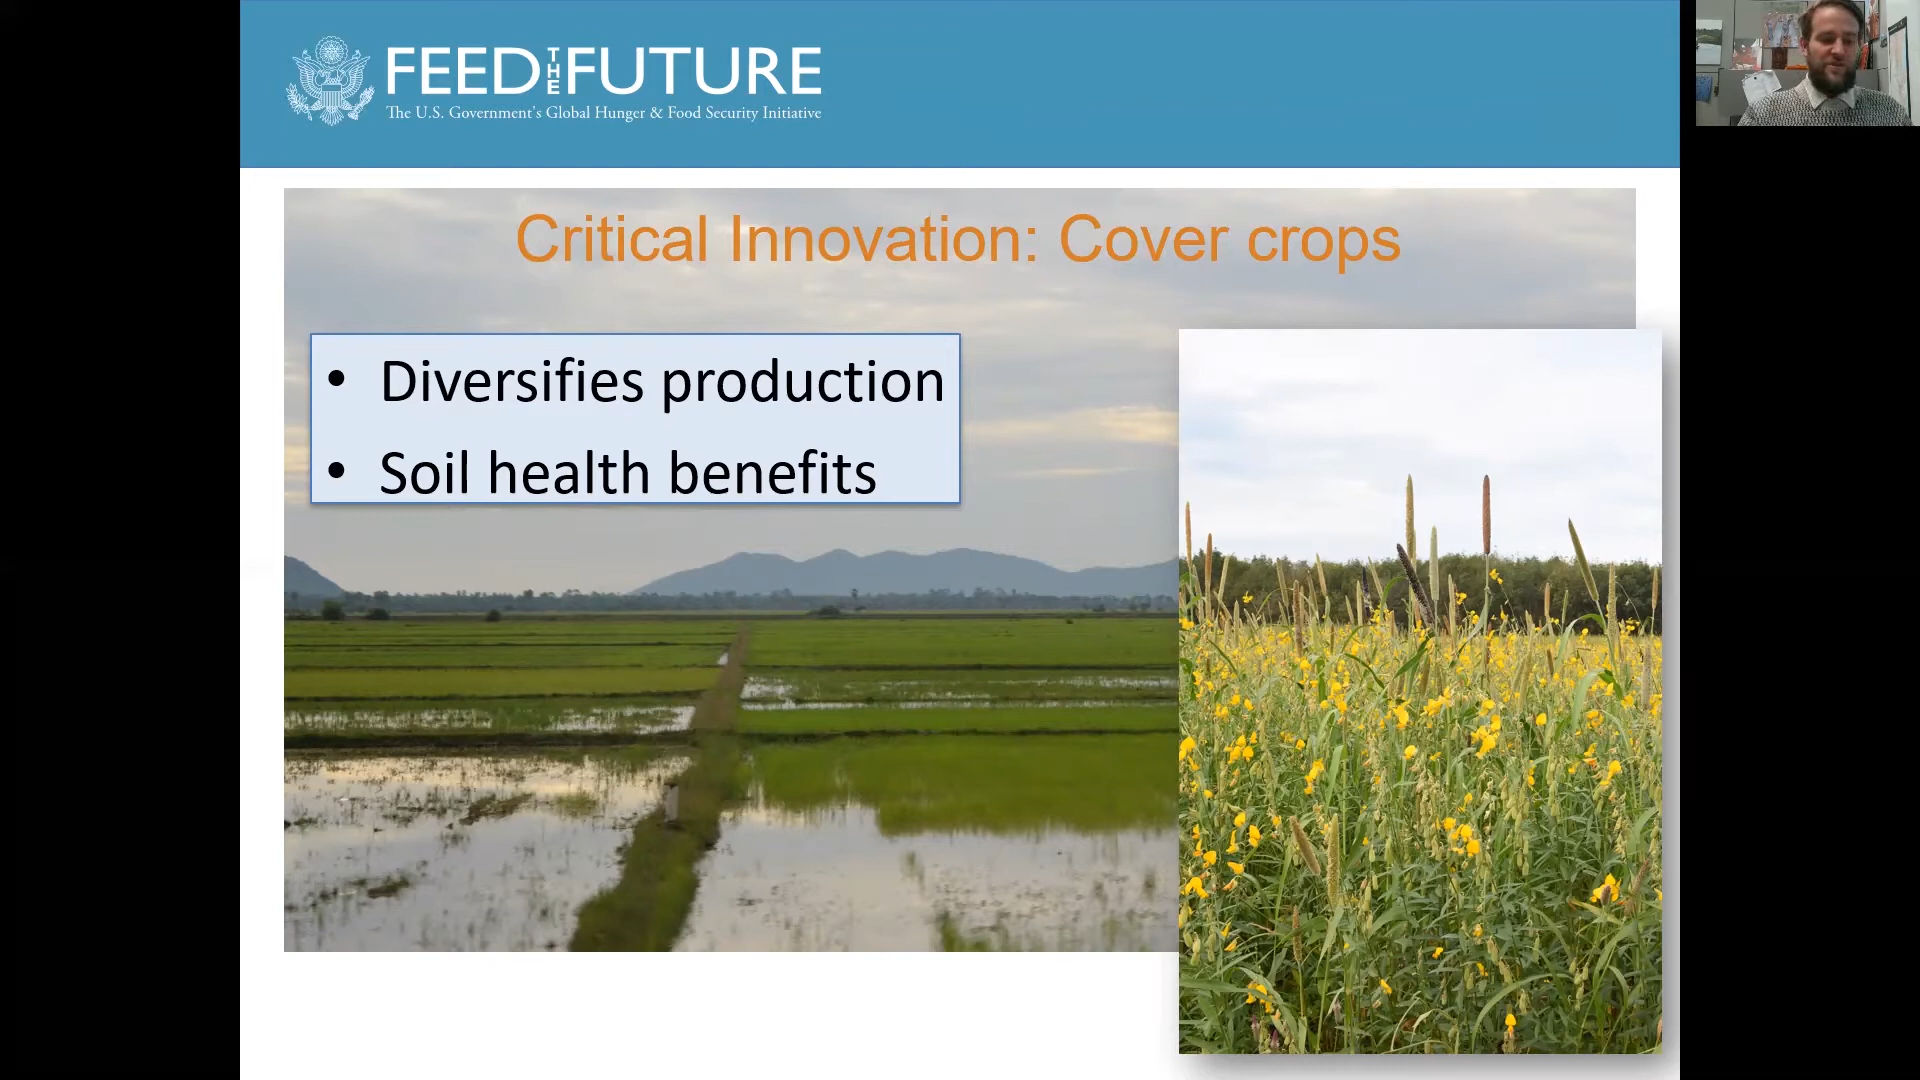 FEED THE FUTURE
The U.S. Government's Global Hunger & Food Security Initiative
Critical Innovation: Cover crops
• Diversifies production
• Soil health benefits